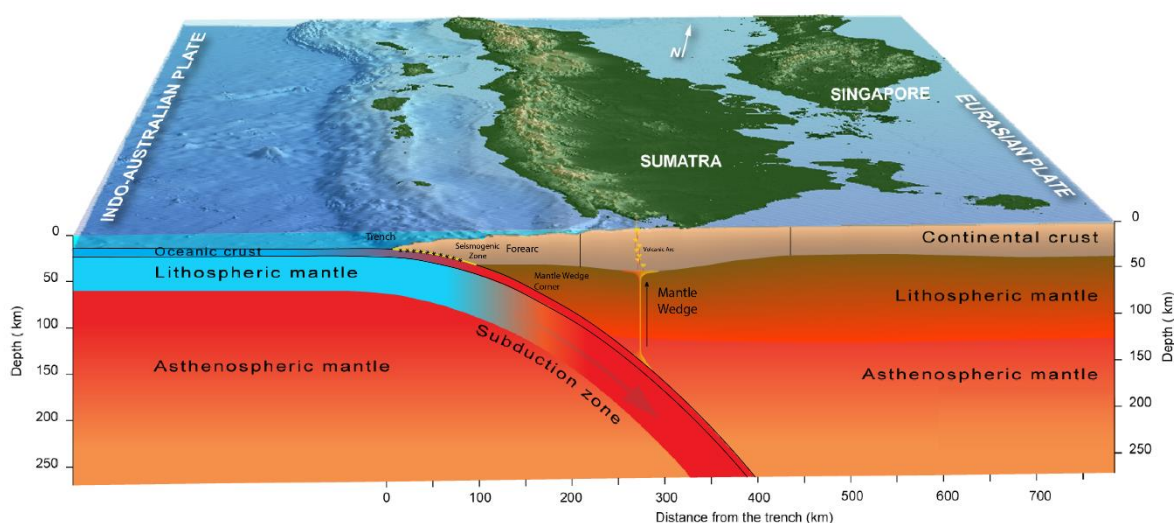 INDO-AUSTRALIAN PLATE
N
SINGAPORE
EURASIAN PLATE
SUMATRA
0
50
100
150
200
250
Depth ( km)
Trench
Oceanic crust
Lithospheric mantle
Asthenospheric mantle
Seismogenic
Zone
Forearc
Mantle Wedge
Corner
Subduction zone
Volcanic Arc
Mantle
Wedge
Continental crust
Lithospheric mantle
Asthenospheric mantle
0
50
100
150
200
250
Depth ( km)
0
100
200
300
400
500
600
700
Distance from the trench (km)